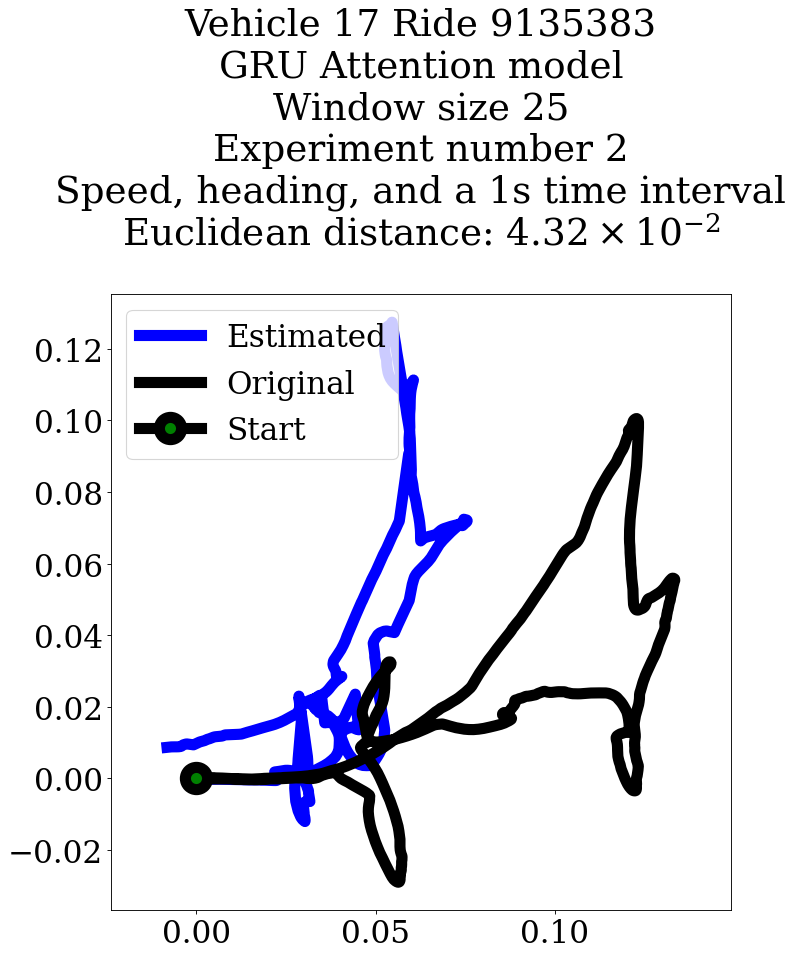 Vehicle 17 Ride 9135383
GRU Attention model
Window size 25
Experiment number 2
Speed, heading, and a 1s time interval
Euclidean distance: 4.32 × 10⁻²
Estimated
Original
Start
0.12
0.10
0.08
0.06
0.04
0.02
0.00
−0.02
0.00 0.05 0.10